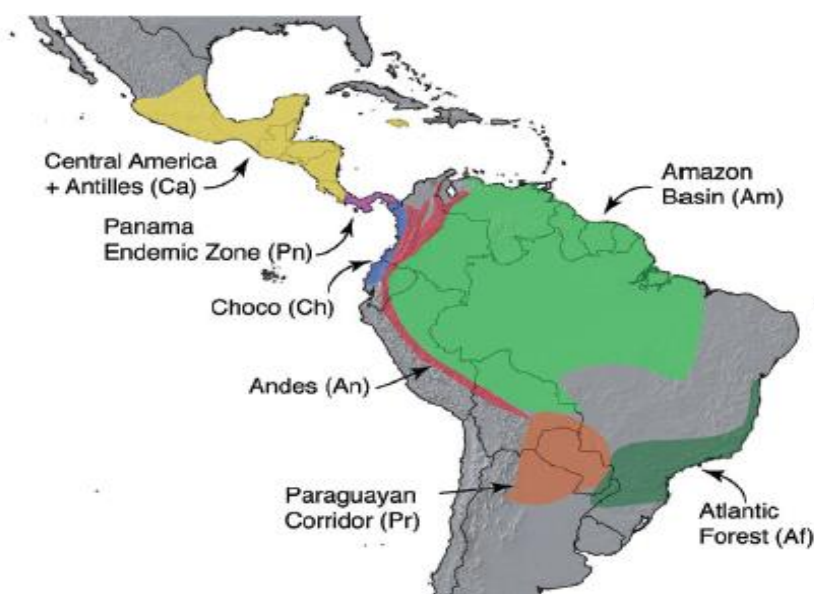 Central America
+ Antilles (Ca)
Panama
Endemic Zone (Pn)
Choco (Ch)
Andes (An)
Paraguayan
Corridor (Pr)
Amazon
Basin (Am)
Atlantic
Forest (Af)